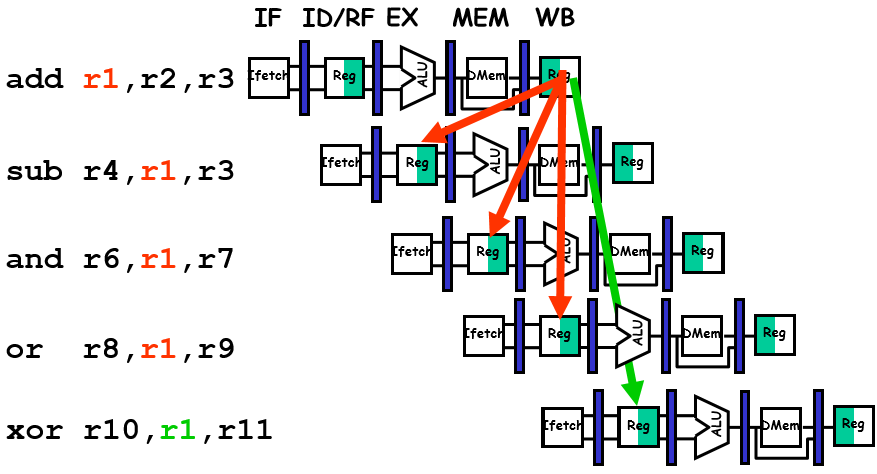 IF ID/RF EX MEM WB
add r1,r2,r3 Ifetch Reg ALU DMem Reg
sub r4,r1,r3 Ifetch Reg ALU DMem Reg
and r6,r1,r7 Ifetch Reg ALU DMem Reg
or r8,r1,r9 Ifetch Reg ALU DMem Reg
xor r10,r1,r11 Ifetch Reg ALU DMem Reg